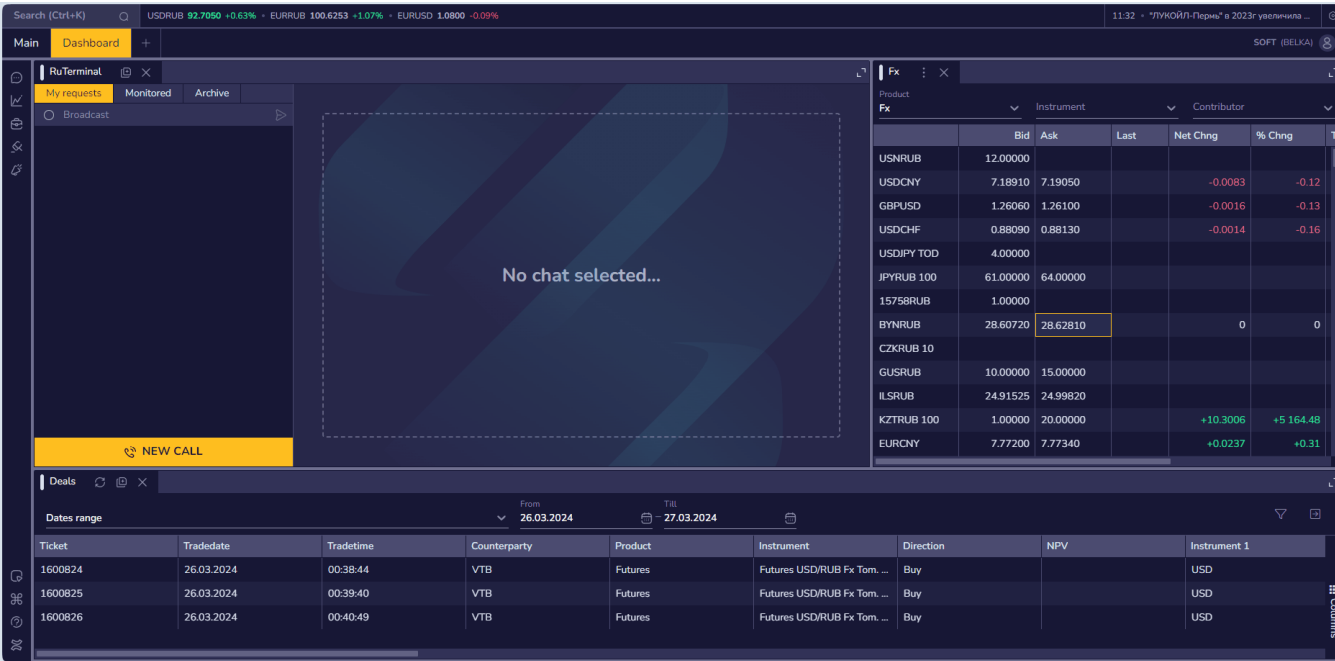 Search (Ctrl+K) USDRUB 92.7050 +0.63% • EURRUB 100.6253 +1.07% • EURUSD 1.0800 -0.09% 11:32 • "ЛУКОЙЛ-Пермь" в 2023г увеличила ...
Main Dashboard + SOFT (BELKA)
RuTerminal
My requests Monitored Archive
Broadcast
No chat selected...
NEW CALL
Fx
Product
Fx Instrument Contributor
Bid Ask Last Net Chng % Chng
USNRUB 12.00000
USDCNY 7.18910 7.19050 -0.0083 -0.12
GBPUSD 1.26060 1.26100 -0.0016 -0.13
USDCHF 0.88090 0.88130 -0.0014 -0.16
USDJPY TOD 4.00000
JPYRUB 100 61.00000 64.00000
15758RUB 1.00000
BYNRUB 28.60720 28.62810 0 0
CZKRUB 10
GUSRUB 10.00000 15.00000
ILSRUB 24.91525 24.99820
KZTRUB 100 1.00000 20.00000 +10.3006 +5 164.48
EURCNY 7.77200 7.77340 +0.0237 +0.31
Deals
From Till
Dates range 26.03.2024 – 27.03.2024
Ticket Tradedate Tradetime Counterparty Product Instrument Direction NPV Instrument 1
1600824 26.03.2024 00:38:44 VTB Futures Futures USD/RUB Fx Tom. ... Buy USD
1600825 26.03.2024 00:39:40 VTB Futures Futures USD/RUB Fx Tom. ... Buy USD
1600826 26.03.2024 00:40:49 VTB Futures Futures USD/RUB Fx Tom. ... Buy USD
Columns